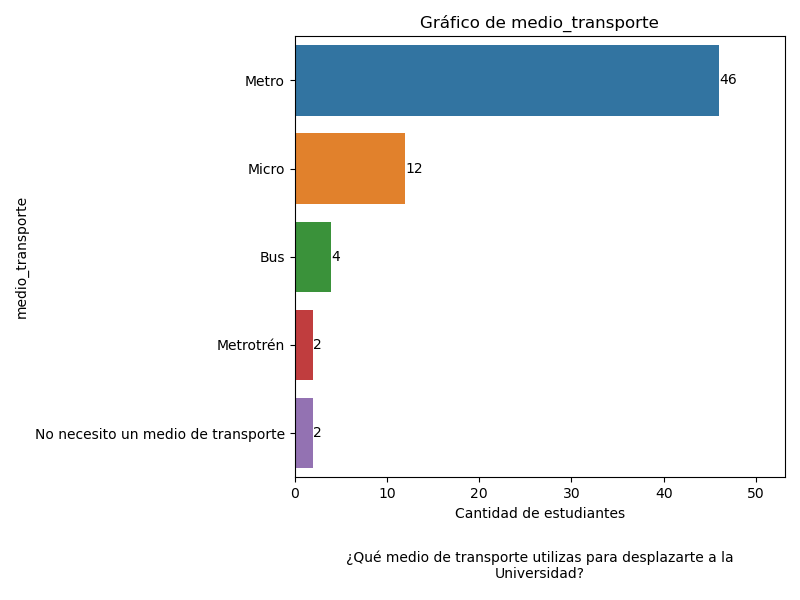 Gráfico de medio_transporte
medio_transporte
Metro
46
Micro
12
Bus
4
Metrotrén
2
No necesito un medio de transporte
2
0 10 20 30 40 50
Cantidad de estudiantes
¿Qué medio de transporte utilizas para desplazarte a la
Universidad?